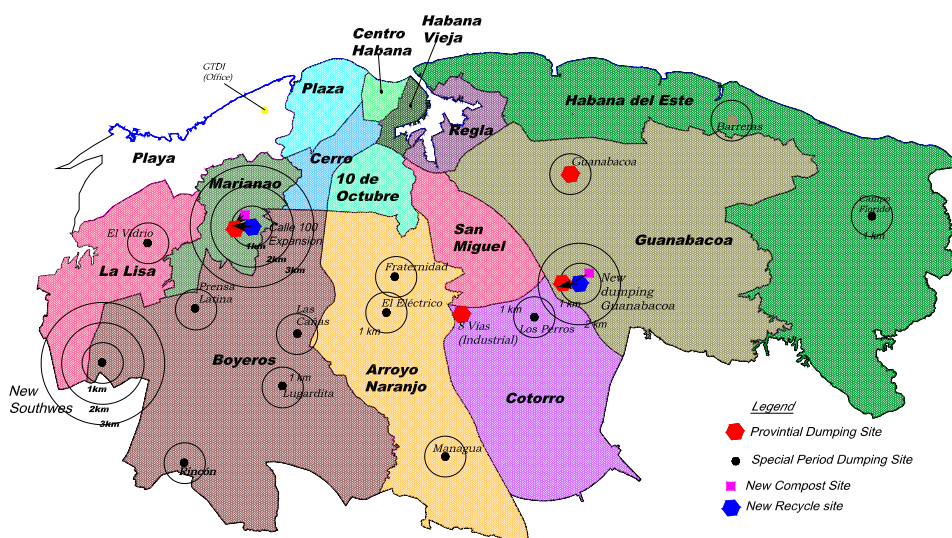 Habana
Vieja
Centro
Habana
GTDI
(Office)
Plaza
Habana del Este
Barreras
Regla
Playa
Cerro
Guanabacoa
Marianao
10 de
Octubre
Campo
Florido
1 km
El Vidrio
Calle 100
Expansión
1km
2km
3km
San
Miguel
Guanabacoa
La Lisa
Fraternidad
New
dumping
Guanabacoa
1 km
2 km
Prensa
Latina
El Eléctrico
1 km
Las
Cañas
8 Vías
(Industrial)
1 km
Los Perros
Boyeros
Arroyo
Naranjo
1 km
Lugardita
New
Southwes
1km
2km
3km
Cotorro
Managua
Rincón
Legend
Provintial Dumping Site
Special Period Dumping Site
New Compost Site
New Recycle site